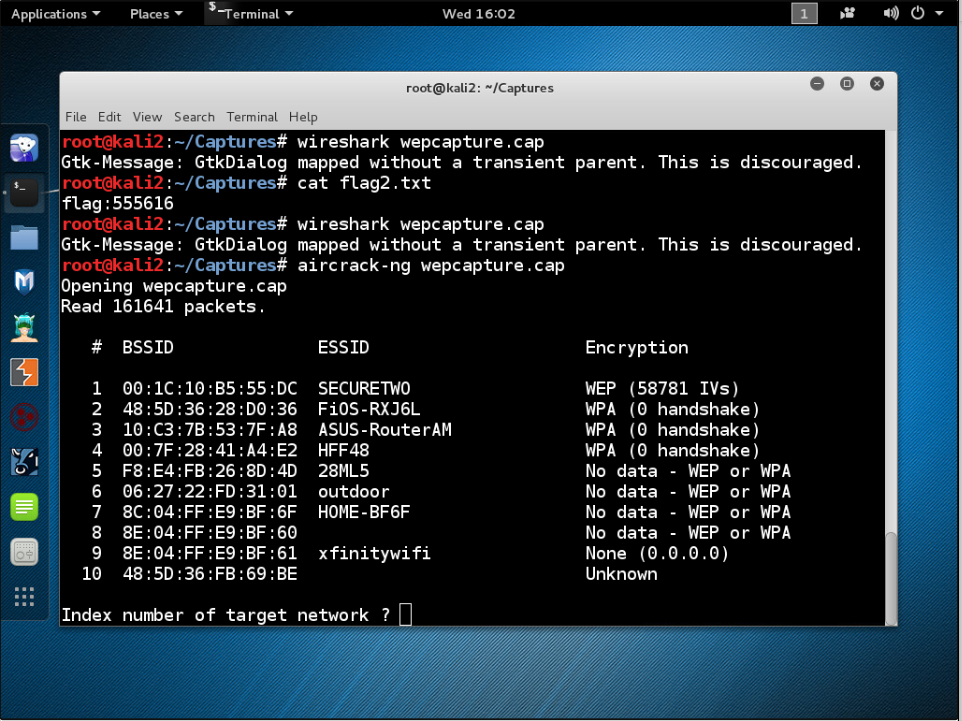 Applications Places Terminal Wed 16:02 1
root@kali2: ~/Captures
File Edit View Search Terminal Help
root@kali2:~/Captures# wireshark wepcapture.cap
Gtk-Message: GtkDialog mapped without a transient parent. This is discouraged.
root@kali2:~/Captures# cat flag2.txt
flag:555616
root@kali2:~/Captures# wireshark wepcapture.cap
Gtk-Message: GtkDialog mapped without a transient parent. This is discouraged.
root@kali2:~/Captures# aircrack-ng wepcapture.cap
Opening wepcapture.cap
Read 161641 packets.
# BSSID ESSID Encryption
1 00:1C:10:B5:55:DC SECURETWO WEP (58781 IVs)
2 48:5D:36:28:D0:36 FiOS-RXJ6L WPA (0 handshake)
3 10:C3:7B:53:7F:A8 ASUS-RouterAM WPA (0 handshake)
4 00:7F:28:41:A4:E2 HFF48 WPA (0 handshake)
5 F8:E4:FB:26:8D:4D 28ML5 No data - WEP or WPA
6 06:27:22:FD:31:01 outdoor No data - WEP or WPA
7 8C:04:FF:E9:BF:6F HOME-BF6F No data - WEP or WPA
8 8E:04:FF:E9:BF:60 No data - WEP or WPA
9 8E:04:FF:E9:BF:61 xfinitywifi None (0.0.0.0)
10 48:5D:36:FB:69:BE Unknown
Index number of target network ?